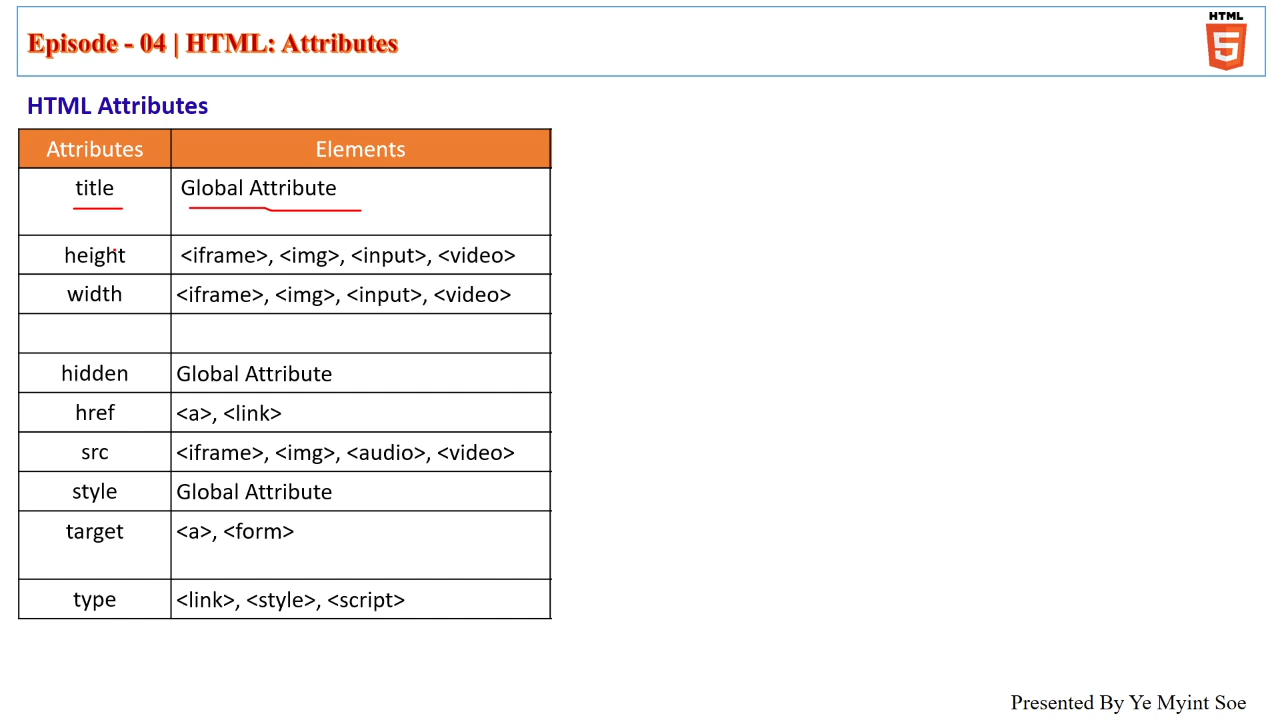 HTML
5
Episode - 04 | HTML: Attributes
HTML Attributes
Attributes Elements
title Global Attribute
height <iframe>, <img>, <input>, <video>
width <iframe>, <img>, <input>, <video>
hidden Global Attribute
href <a>, <link>
src <iframe>, <img>, <audio>, <video>
style Global Attribute
target <a>, <form>
type <link>, <style>, <script>
Presented By Ye Myint Soe